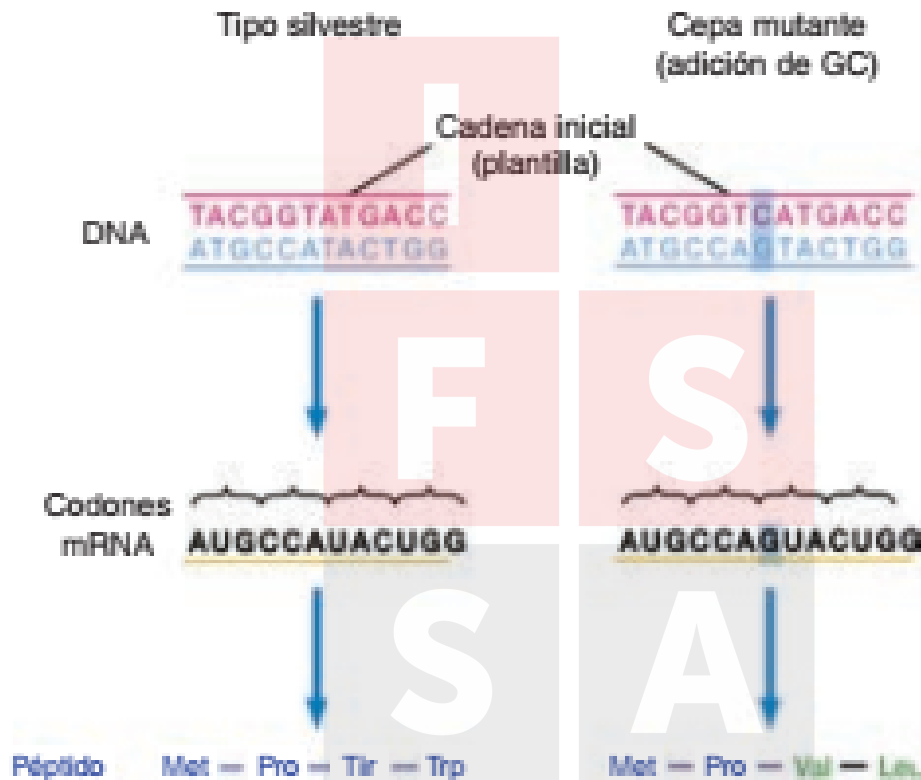 Tipo silvestre
Cepa mutante
(adición de GC)
Cadena inicial
(plantilla)
DNA
TACGGTATGACC
ATGCCATACTGG
TACGGTCATGACC
ATGCCAGTACTGG
Codones
mRNA
AUGCCAUACUGG
AUGCCAGUACUGG
Péptido
Met – Pro – Tir – Trp
Met – Pro – Val – Leu
I
F S
S A